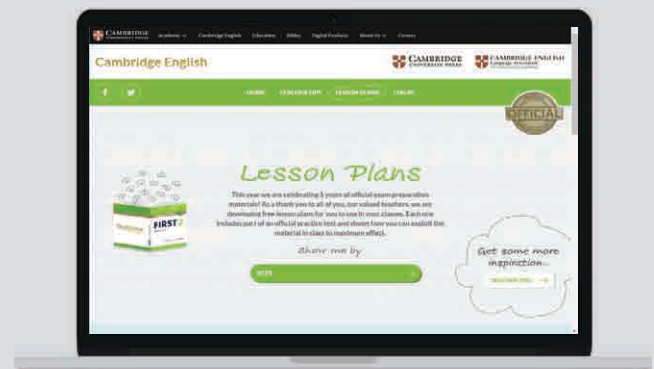 CAMBRIDGE UNIVERSITY PRESS Academic Cambridge English Education Bibles Digital Products About Us Careers
Cambridge English
CAMBRIDGE UNIVERSITY PRESS
CAMBRIDGE ENGLISH
HOME LESSON PLANS
OFFICIAL
Lesson Plans
This year we are celebrating 5 years of official exam preparation
materials! As a thank you to all of you, our valued teachers, we are
developing free lesson plans for you to use in your classes. Each one
includes part of an official practice test and shows how you can exploit the
material in class to maximum effect.
FIRST 2
Show me by
Get some more
inspiration...